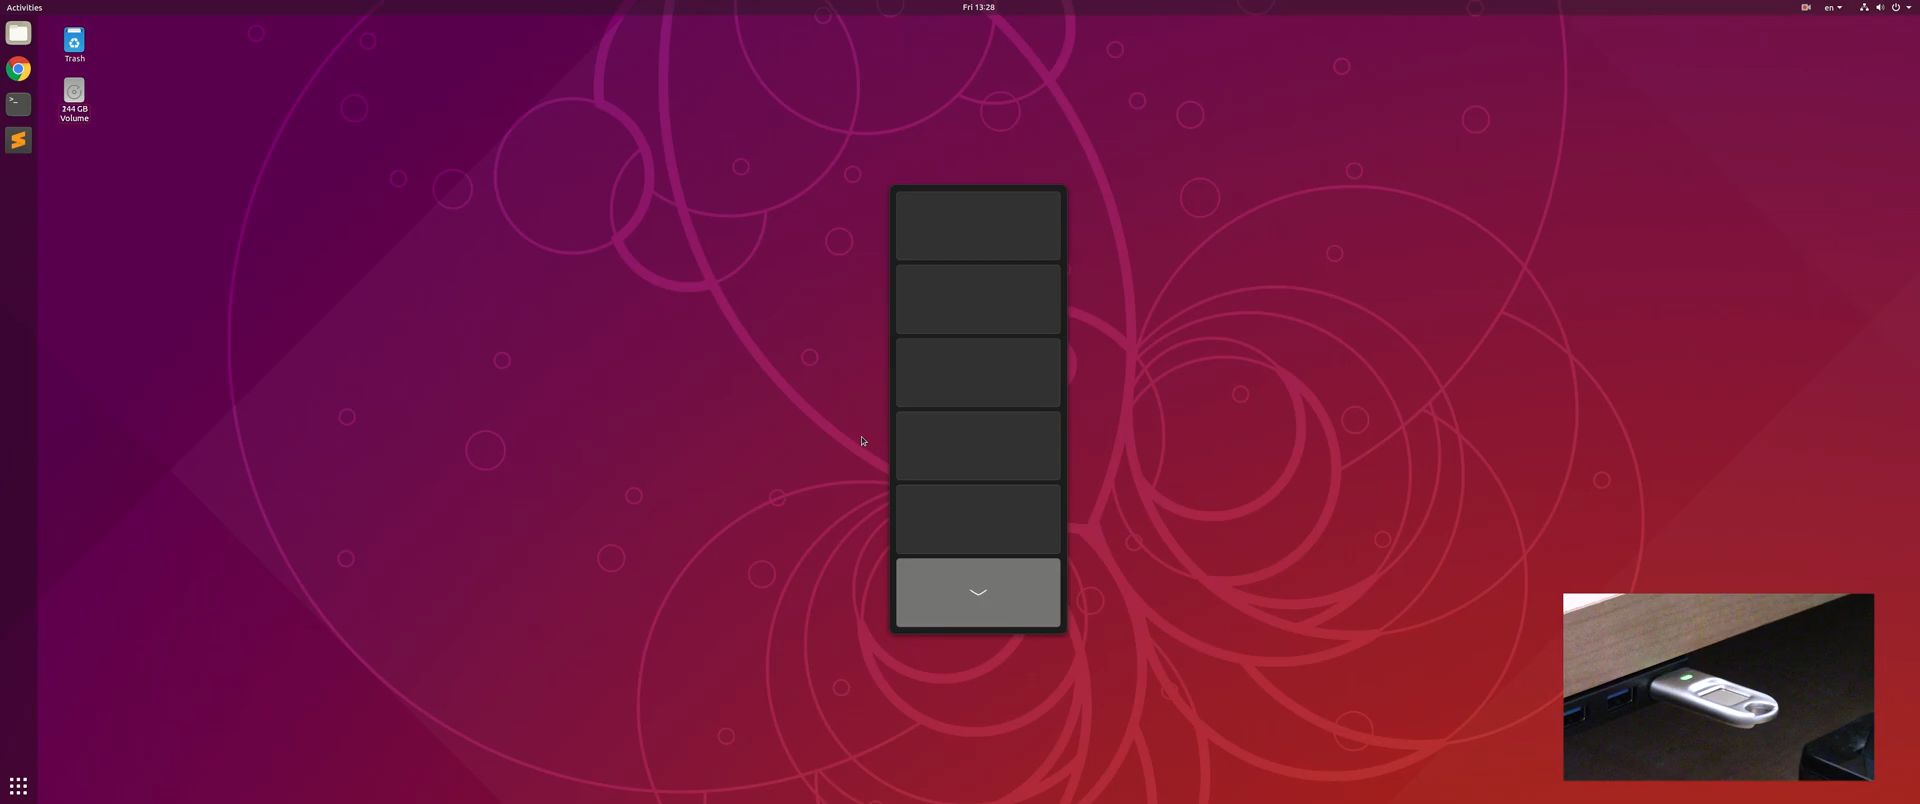 Activities
Fri 13:28
en
Trash
>_
244 GB
Volume